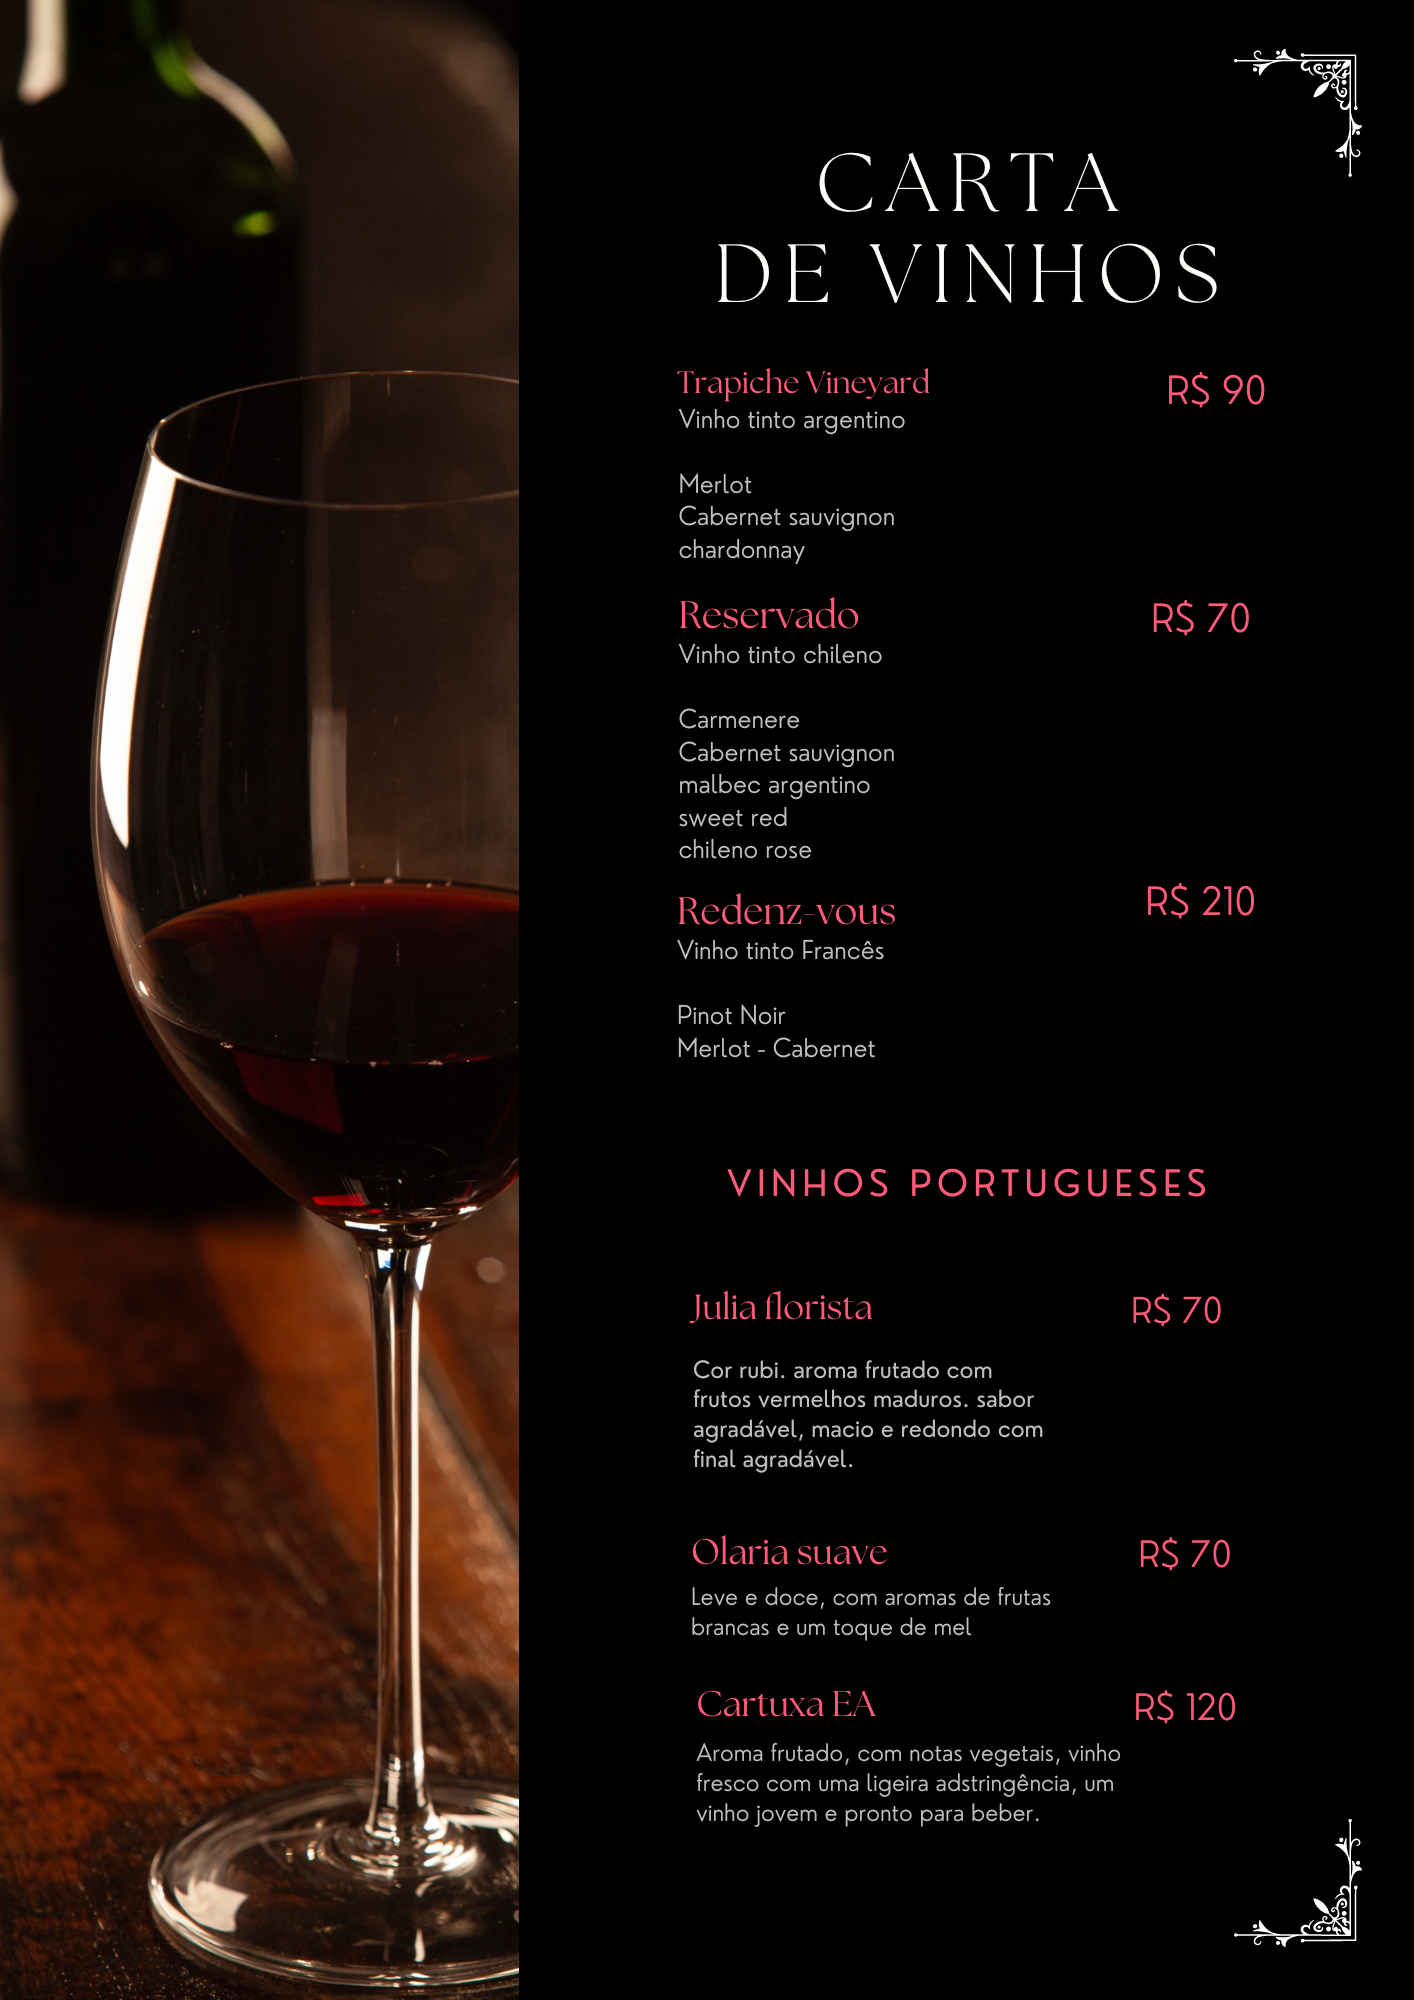 CARTA
DE VINHOS
Trapiche Vineyard R$ 90
Vinho tinto argentino
Merlot
Cabernet sauvignon
chardonnay
Reservado R$ 70
Vinho tinto chileno
Carmenere
Cabernet sauvignon
malbec argentino
sweet red
chileno rose
Redenz-vous R$ 210
Vinho tinto Francês
Pinot Noir
Merlot - Cabernet
VINHOS PORTUGUESES
Julia florista R$ 70
Cor rubi. aroma frutado com
frutos vermelhos maduros. sabor
agradável, macio e redondo com
final agradável.
Olaria suave R$ 70
Leve e doce, com aromas de frutas
brancas e um toque de mel
Cartuxa EA R$ 120
Aroma frutado, com notas vegetais, vinho
fresco com uma ligeira adstringência, um
vinho jovem e pronto para beber.